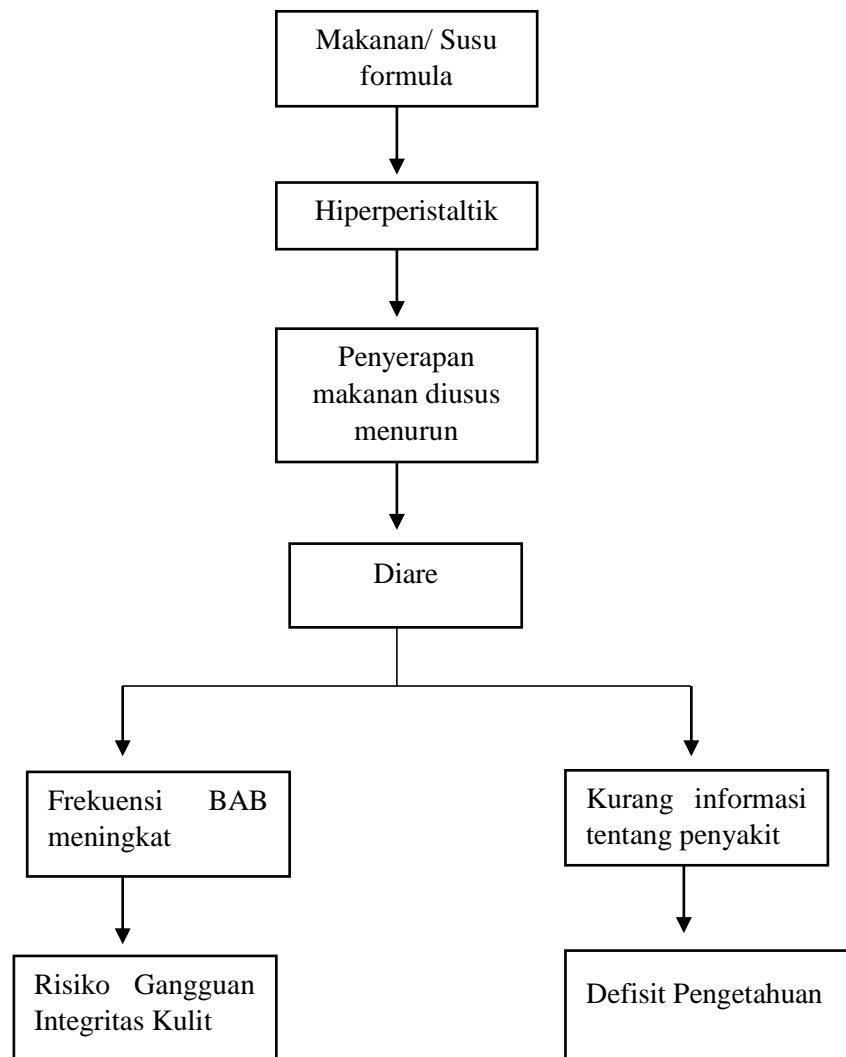 Makanan/ Susu
formula
Hiperperistaltik
Penyerapan
makanan diusus
menurun
Diare
Frekuensi BAB
meningkat
Kurang informasi
tentang penyakit
Risiko Gangguan
Integritas Kulit
Defisit Pengetahuan